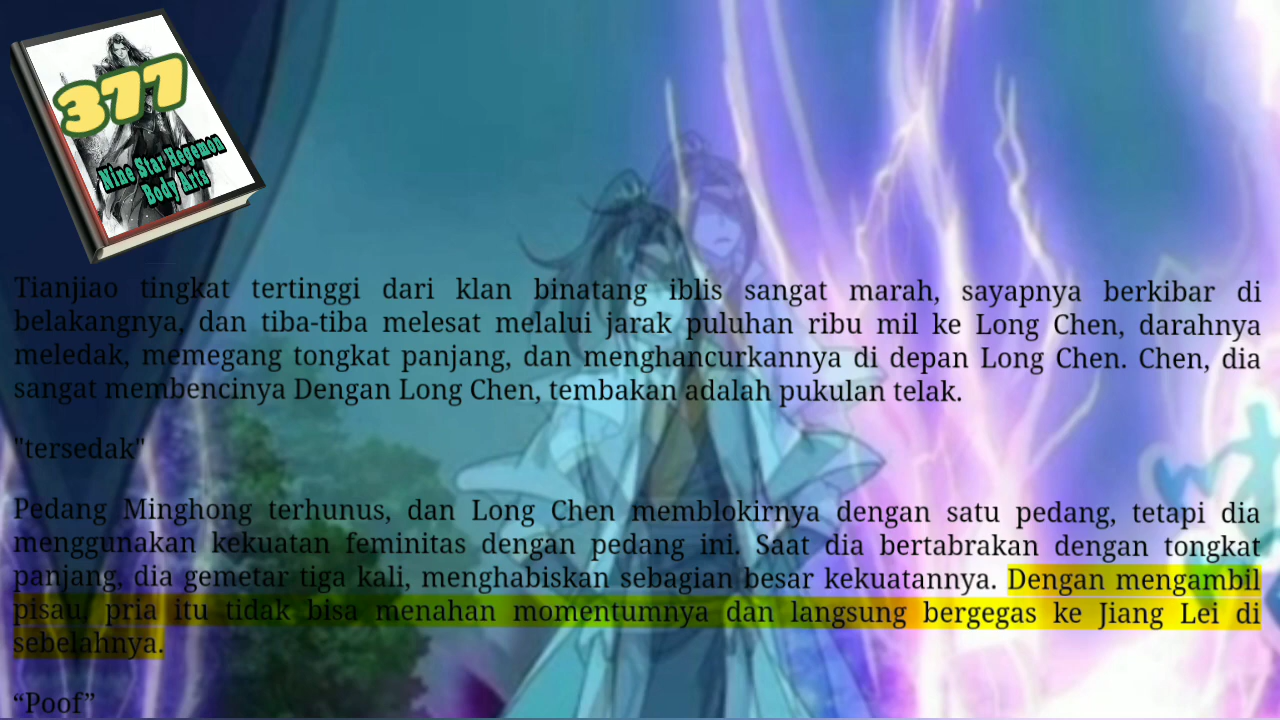 377
Nine Star Hegemon
Body Arts
Tianjiao tingkat tertinggi dari klan binatang iblis sangat marah, sayapnya berkibar di
belakangnya, dan tiba-tiba melesat melalui jarak puluhan ribu mil ke Long Chen, darahnya
meledak, memegang tongkat panjang, dan menghancurkannya di depan Long Chen. Chen, dia
sangat membencinya Dengan Long Chen, tembakan adalah pukulan telak.
"tersedak"
Pedang Minghong terhunus, dan Long Chen memblokirnya dengan satu pedang, tetapi dia
menggunakan kekuatan feminitas dengan pedang ini. Saat dia bertabrakan dengan tongkat
panjang, dia gemetar tiga kali, menghabiskan sebagian besar kekuatannya. Dengan mengambil
pisau, pria itu tidak bisa menahan momentumnya dan langsung bergegas ke Jiang Lei di
sebelahnya.
“Poof”